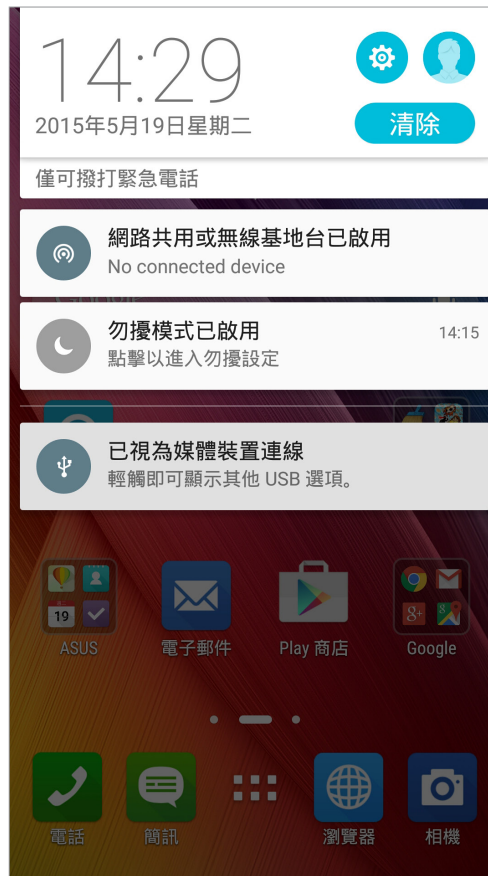 14:29
2015年5月19日星期二
清除
僅可撥打緊急電話
網路共用或無線基地台已啟用
No connected device
勿擾模式已啟用
14:15
點擊以進入勿擾設定
已視為媒體裝置連線
輕觸即可顯示其他 USB 選項。
19
8+
ASUS
電子郵件
Play 商店
Google
電話
簡訊
瀏覽器
相機